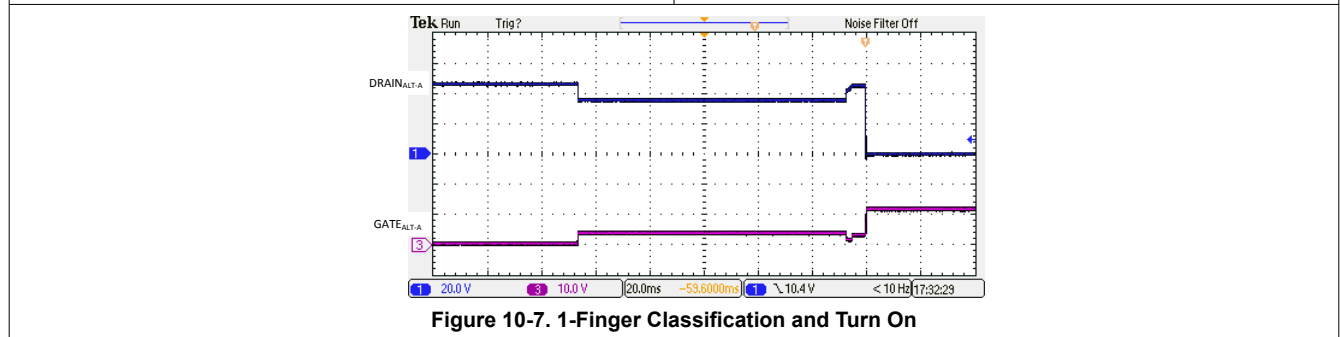 Tek Run Trig? Noise Filter Off
DRAINALT-A
1
GATEALT-A
3
1 20.0 V 3 10.0 V 20.0ms -59.6000ms 1 \ 10.4 V < 10 Hz 17:32:29
Figure 10-7. 1-Finger Classification and Turn On